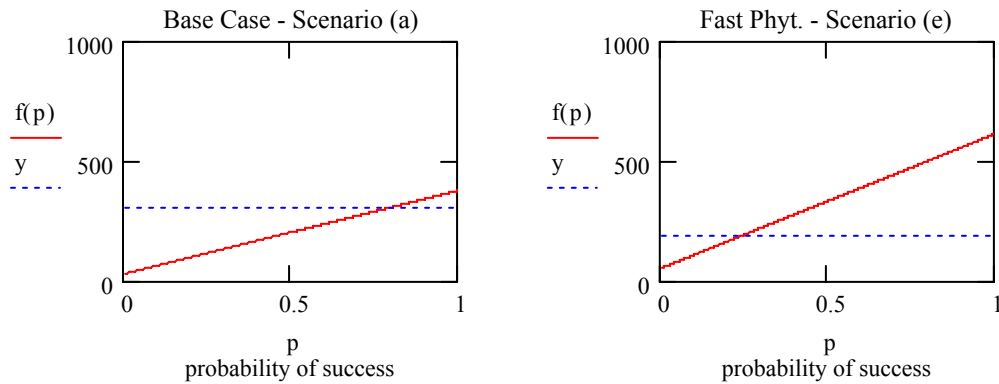 Base Case - Scenario (a)
1000
500
0
f(p)
y
0
0.5
1
p
probability of success
Fast Phyt. - Scenario (e)
1000
500
0
f(p)
y
0
0.5
1
p
probability of success